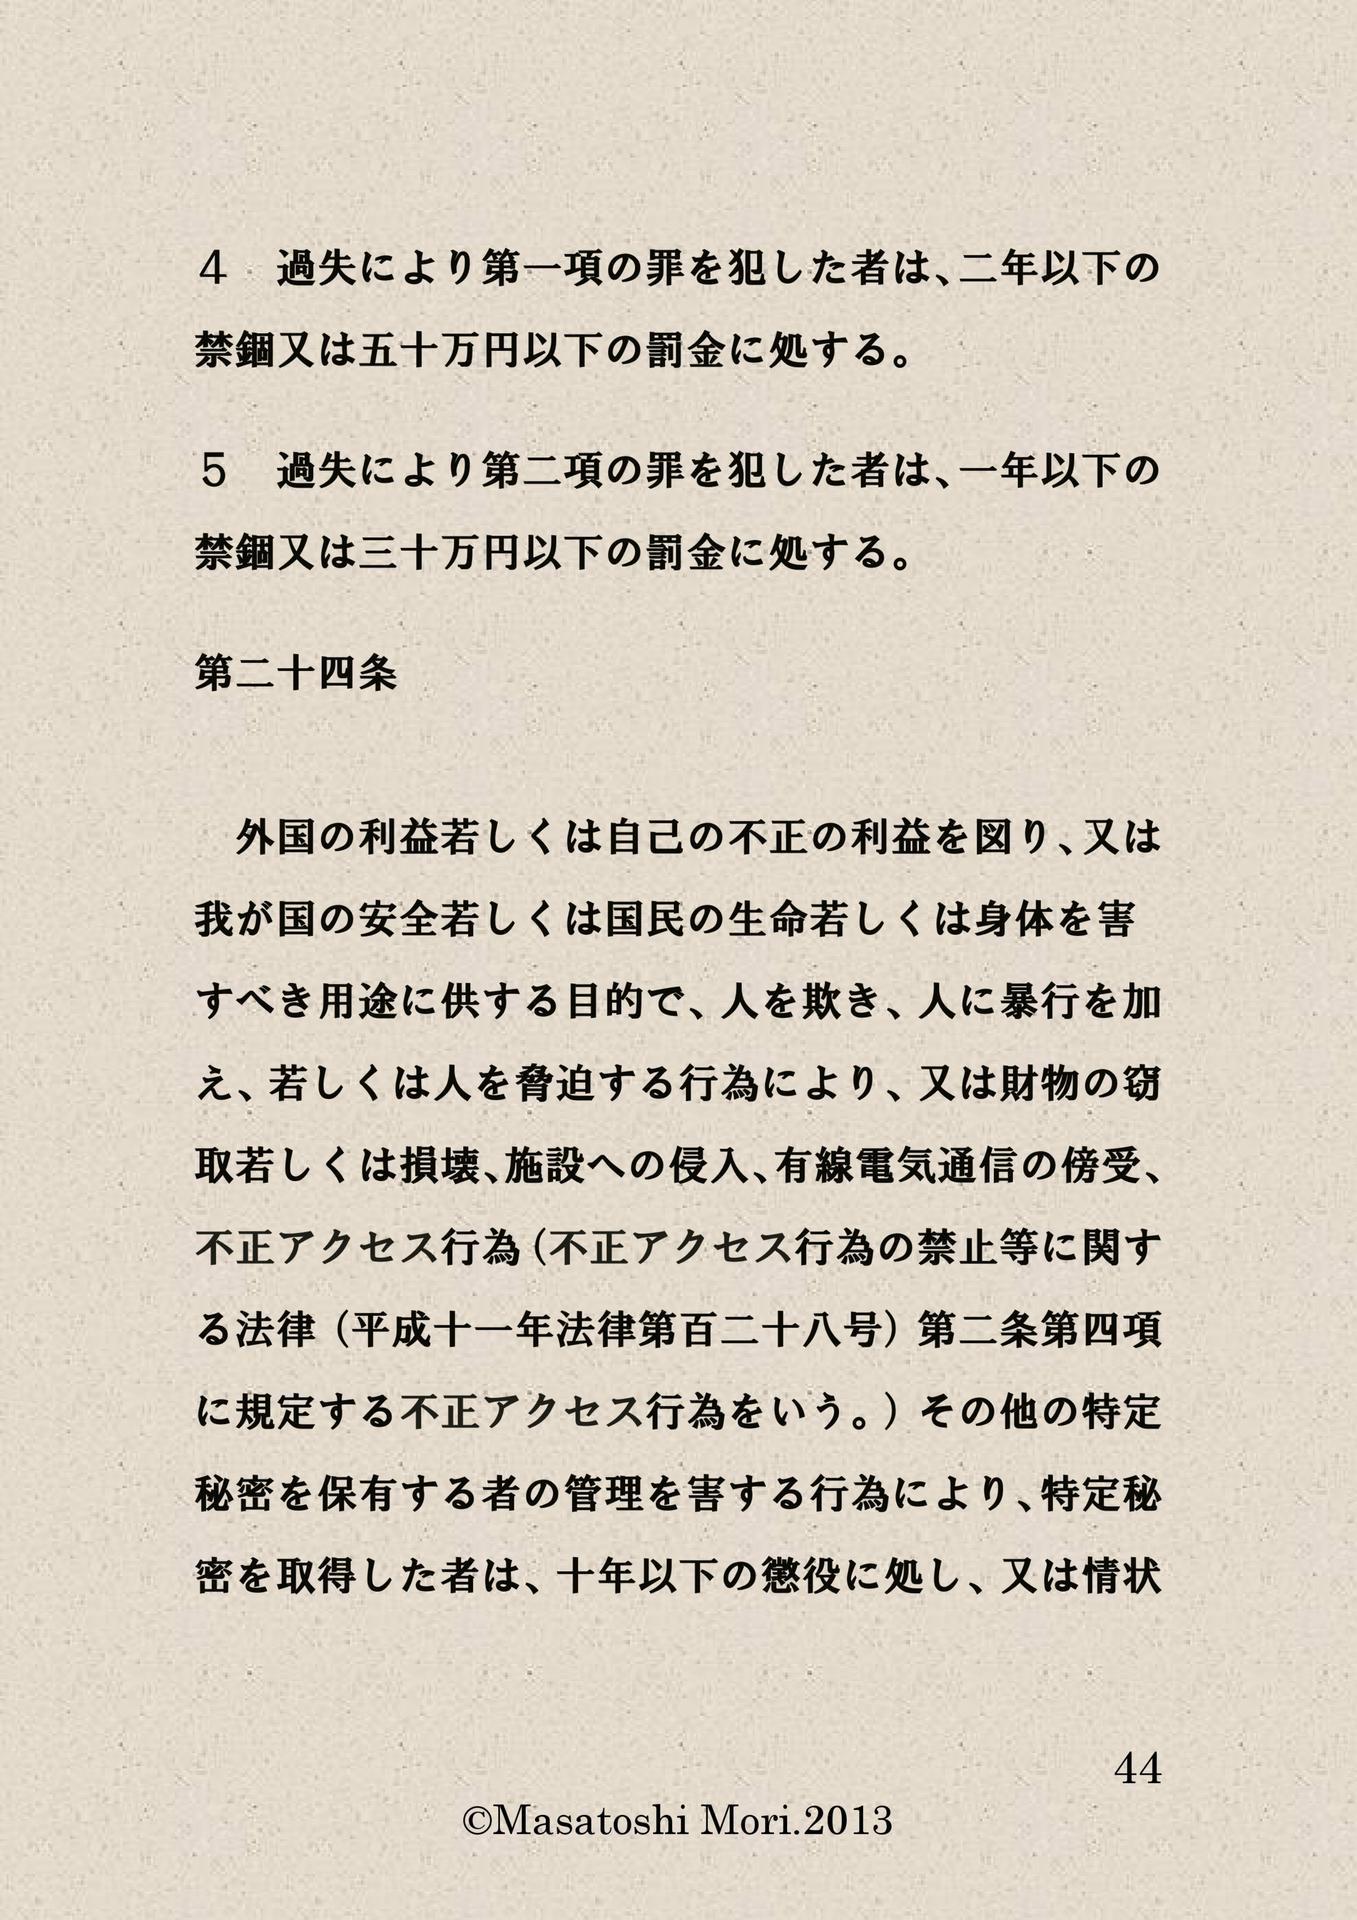 ４　過失により第一項の罪を犯した者は、二年以下の
禁錮又は五十万円以下の罰金に処する。
５　過失により第二項の罪を犯した者は、一年以下の
禁錮又は三十万円以下の罰金に処する。
第二十四条
　外国の利益若しくは自己の不正の利益を図り、又は
我が国の安全若しくは国民の生命若しくは身体を害
すべき用途に供する目的で、人を欺き、人に暴行を加
え、若しくは人を脅迫する行為により、又は財物の窃
取若しくは損壊、施設への侵入、有線電気通信の傍受、
不正アクセス行為（不正アクセス行為の禁止等に関す
る法律（平成十一年法律第百二十八号）第二条第四項
に規定する不正アクセス行為をいう。）その他の特定
秘密を保有する者の管理を害する行為により、特定秘
密を取得した者は、十年以下の懲役に処し、又は情状
44
©Masatoshi Mori.2013